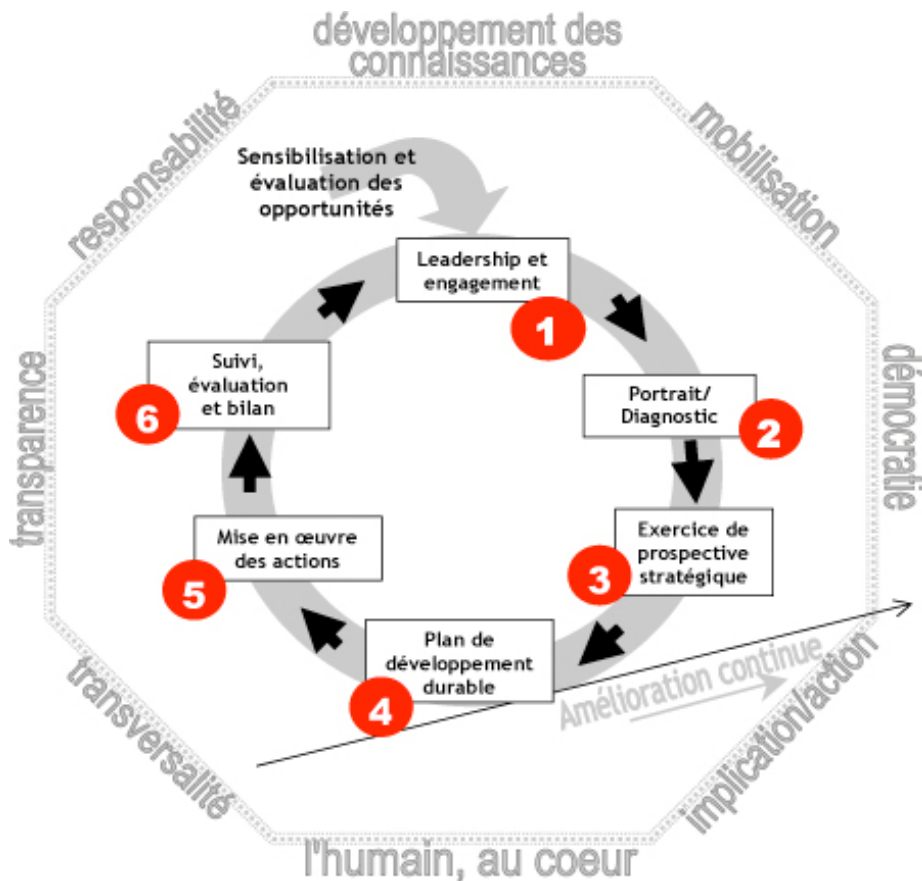 développement des
connaissances
responsabilité
mobilisation
Sensibilisation et
évaluation des
opportunités
Leadership et
engagement
1
Portrait/
Diagnostic
2
Exercice de
prospective
stratégique
3
Plan de
développement
durable
4
Mise en œuvre
des actions
5
Suivi,
évaluation
et bilan
6
transparence
démocratie
Amélioration continue
transversalité
implication/action
l'humain, au coeur